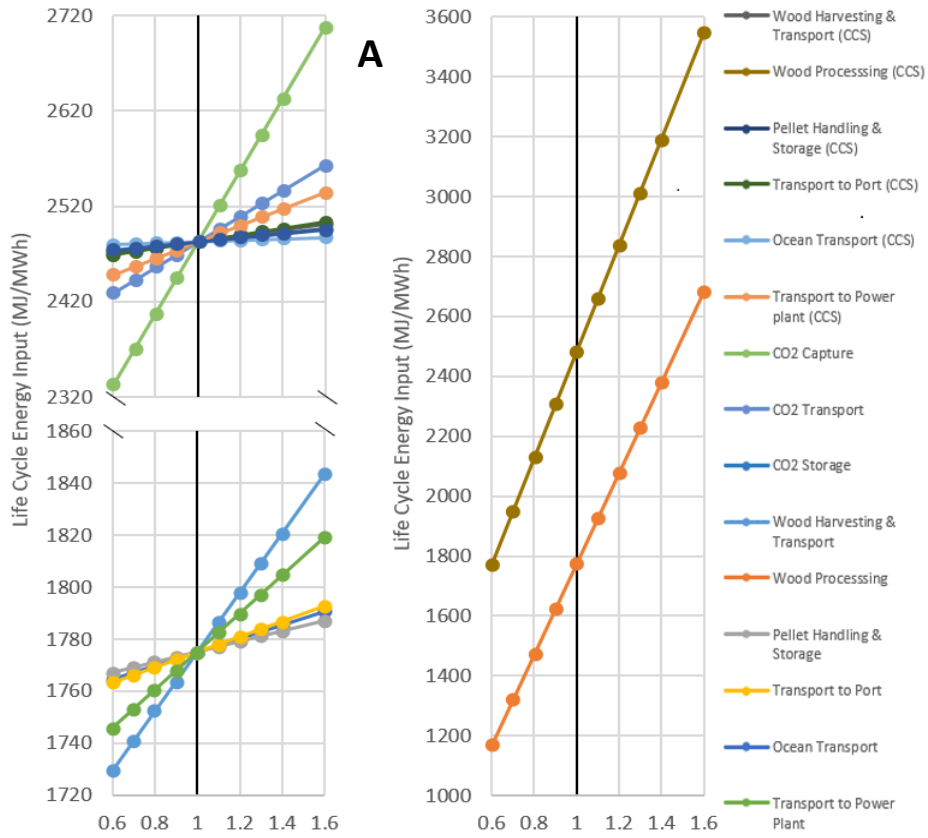 A
Life Cycle Energy Input (MJ/MWh)
2720
2620
2520
2420
2320
1860
1840
1820
1800
1780
1760
1740
1720
0.6 0.8 1 1.2 1.4 1.6
Life Cycle Energy Input (MJ/MWh)
3600
3400
3200
3000
2800
2600
2400
2200
2000
1800
1600
1400
1200
1000
0.6 0.8 1 1.2 1.4 1.6
Wood Harvesting &
Transport (CCS)
Wood Processsing (CCS)
Pellet Handling &
Storage (CCS)
Transport to Port (CCS)
Ocean Transport (CCS)
Transport to Power
plant (CCS)
CO2 Capture
CO2 Transport
CO2 Storage
Wood Harvesting &
Transport
Wood Processsing
Pellet Handling &
Storage
Transport to Port
Ocean Transport
Transport to Power
Plant